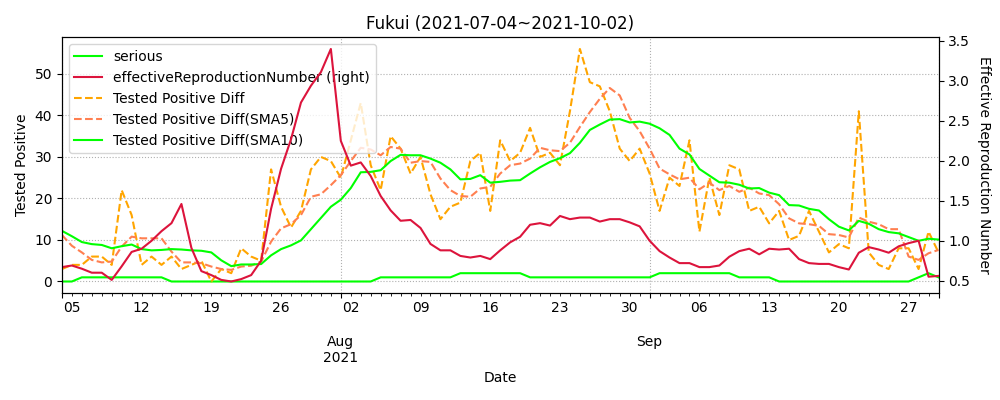 Fukui (2021-07-04~2021-10-02)
serious
effectiveReproductionNumber (right)
Tested Positive Diff
Tested Positive Diff(SMA5)
Tested Positive Diff(SMA10)
Tested Positive
50
40
30
20
10
0
3.5
3.0
2.5
2.0
1.5
1.0
0.5
Effective Reproduction Number
05 12 19 26 02 09 16 23 30 06 13 20 27
Aug Sep
2021
Date